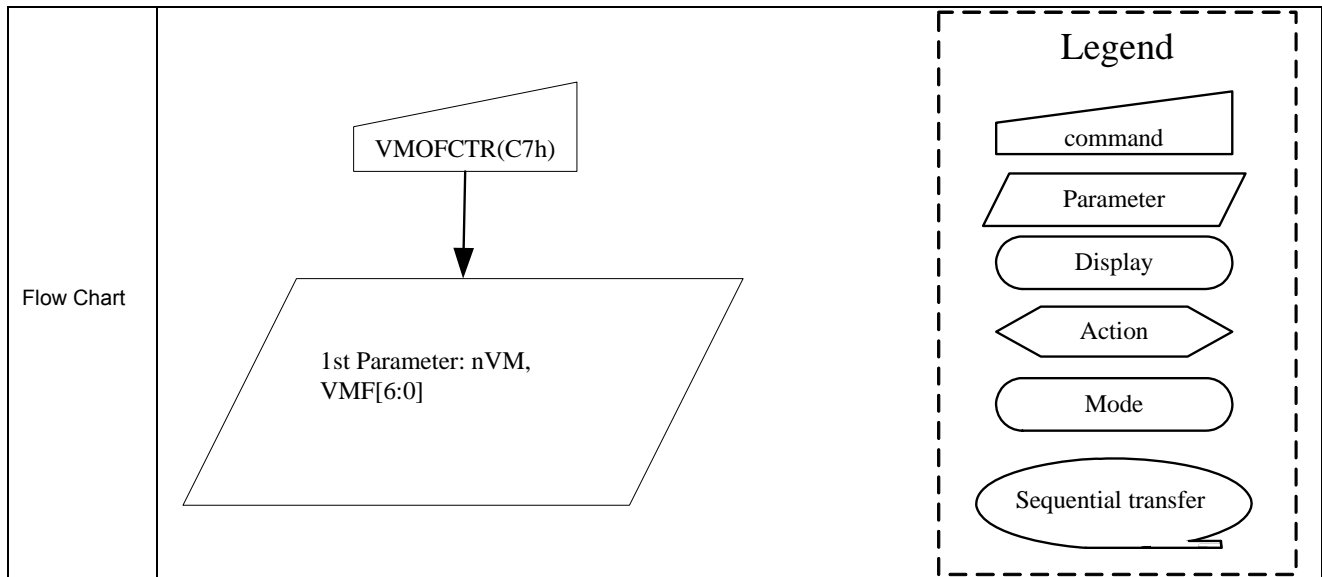 Flow Chart
VMOFCTR(C7h)
1st Parameter: nVM,
VMF[6:0]
Legend
command
Parameter
Display
Action
Mode
Sequential transfer